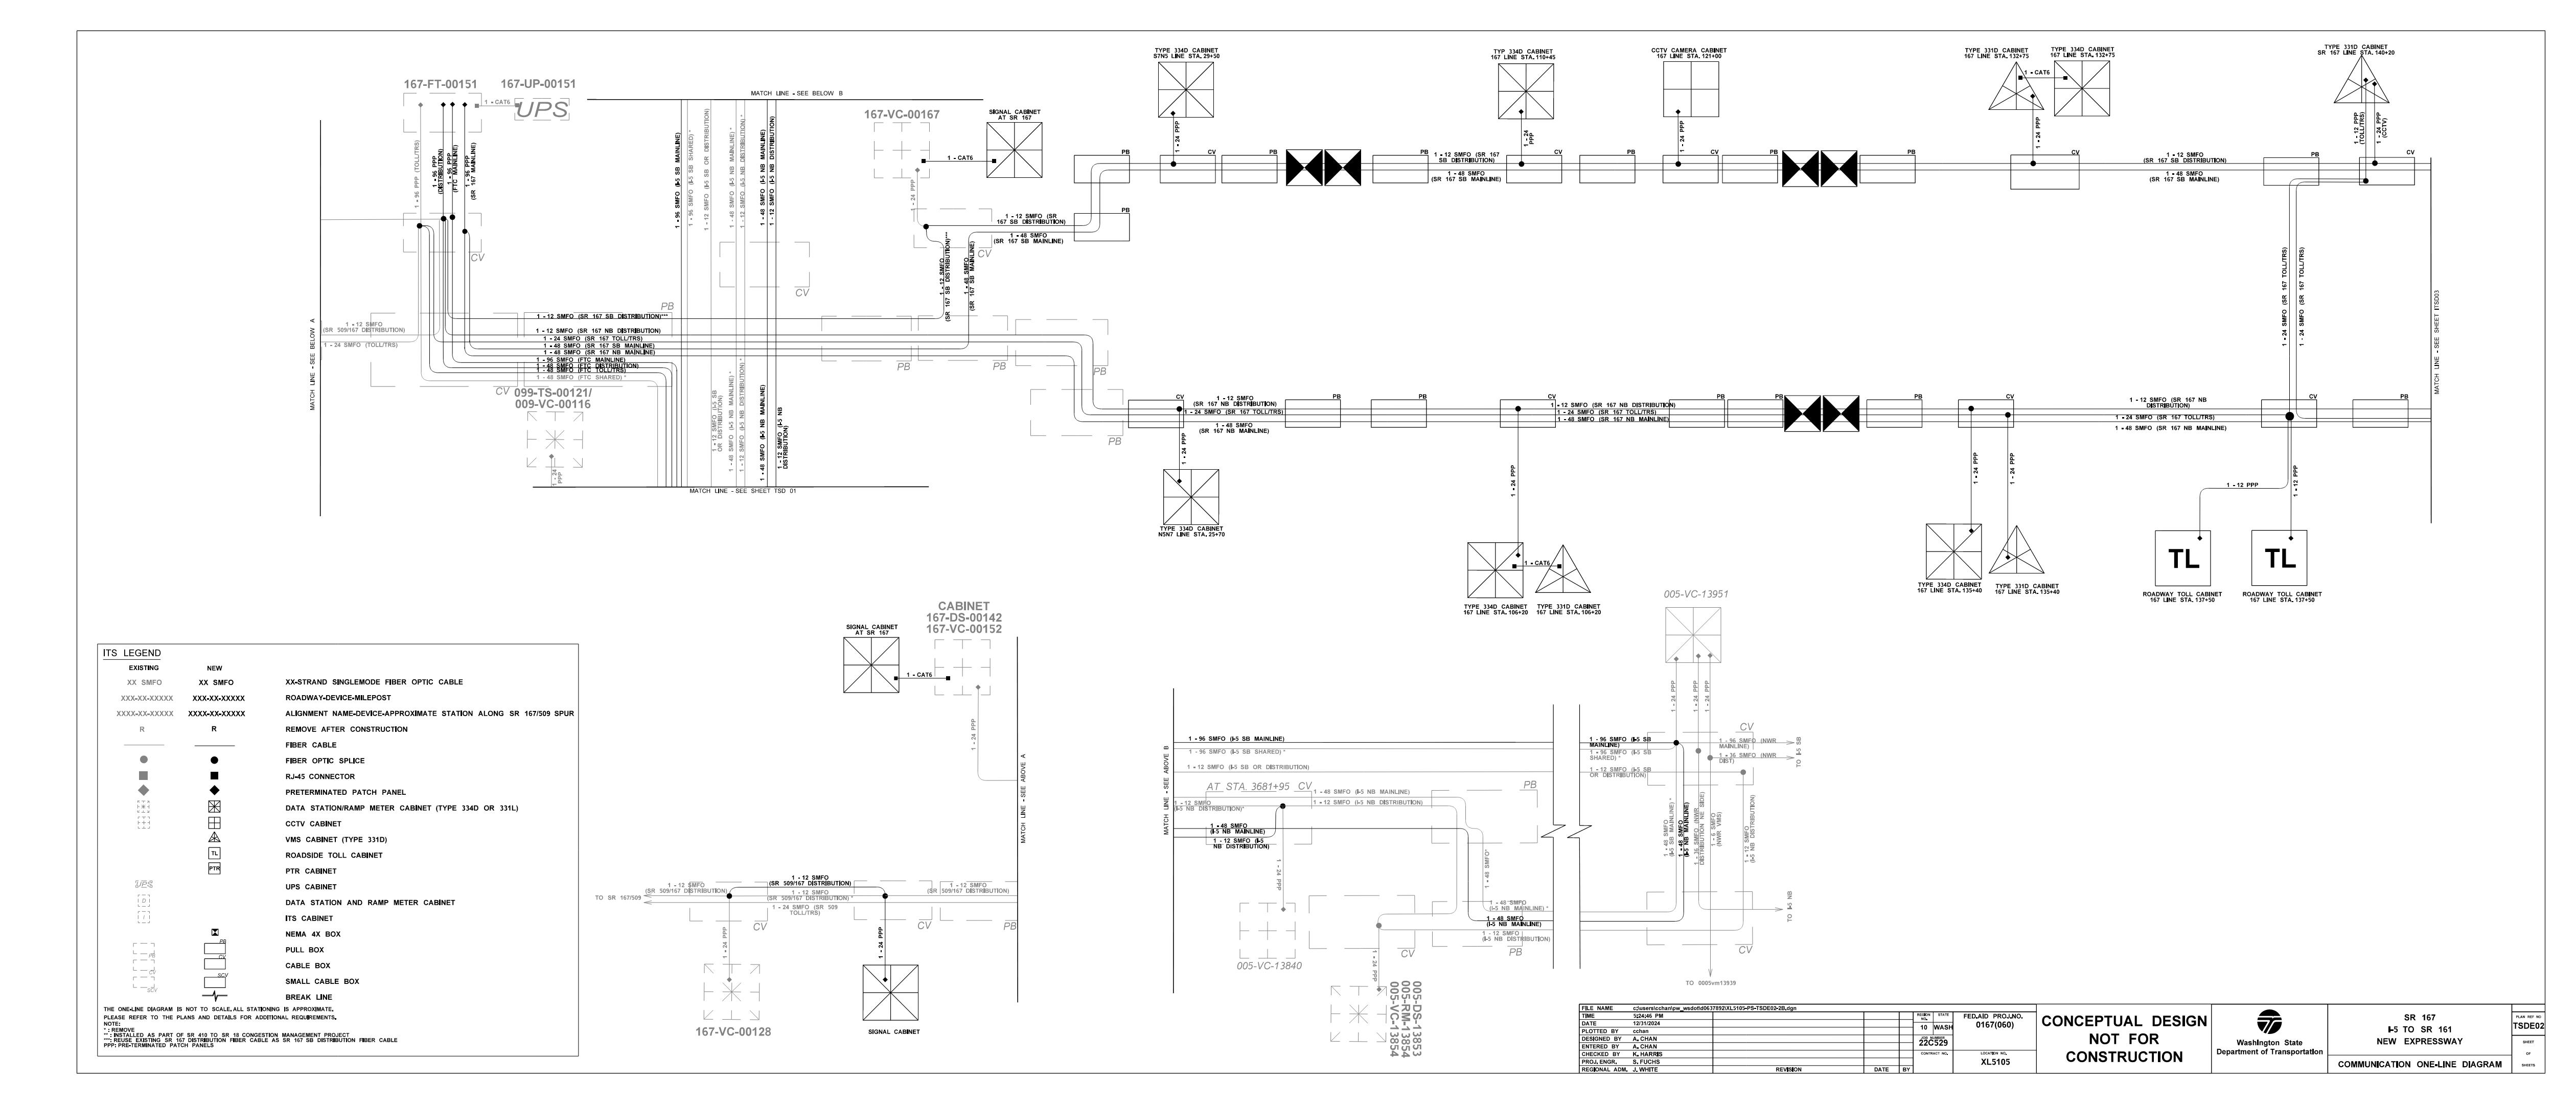 TYPE 334D CABINET
S7N5 LINE STA. 29+50
TYP 334D CABINET
167 LINE STA. 110+45
CCTV CAMERA CABINET
167 LINE STA. 121+00
TYPE 331D CABINET
167 LINE STA. 132+75
TYPE 334D CABINET
167 LINE STA. 132+75
TYPE 331D CABINET
SR 167 LINE STA. 140+20
167-FT-00151
167-UP-00151
1 - CAT6
UPS
MATCH LINE - SEE BELOW B
167-VC-00167
SIGNAL CABINET
AT SR 167
1 - CAT6
1 - CAT6
1 - 96 PPP (TOLL/TRS)
1 - 96 PPP
(DISTRIBUTION)
1 - 96 PPP
(FTC MAINLINE)
1 - 96 PPP
(SR 167 MAINLINE)
1 - 96 SMFO (I-5 SB MAINLINE)
1 - 96 SMFO (I-5 SB SHARED) *
1 - 12 SMFO (I-5 SB OR DISTRIBUTION)
1 - 48 SMFO (I-5 NB MAINLINE) *
1 - 12 SMFO (I-5 NB DISTRIBUTION) *
1 - 48 SMFO (I-5 NB MAINLINE)
1 - 12 SMFO (I-5 NB DISTRIBUTION)
1 - 24 PPP
1 - 24 PPP
1 - 24
PPP
1 - 24 PPP
1 - 24 PPP
1 - 12 PPP
(TOLL/TRS)
1 - 24 PPP
(CCTV)
PB
CV
PB
PB
1 - 12 SMFO (SR 167
SB DISTRIBUTION)
1 - 48 SMFO
(SR 167 SB MAINLINE)
CV
PB
CV
PB
PB
CV
1 - 12 SMFO
(SR 167 SB DISTRIBUTION)
1 - 48 SMFO
(SR 167 SB MAINLINE)
PB
CV
PB
1 - 12 SMFO (SR
167 SB DISTRIBUTION)
1 - 48 SMFO
(SR 167 SB MAINLINE)
CV
CV
CV
1 - 12 SMFO
(SR 167 SB DISTRIBUTION)***
1 - 48 SMFO
(SR 167 SB MAINLINE)
1 - 24 SMFO (SR 167 TOLL/TRS)
1 - 24 SMFO (SR 167 TOLL/TRS)
MATCH LINE - SEE SHEET ITSD03
MATCH LINE - SEE BELOW A
1 - 12 SMFO
(SR 509/167 DISTRIBUTION)
1 - 24 SMFO (TOLL/TRS)
PB
1 - 12 SMFO (SR 167 SB DISTRIBUTION)***
1 - 12 SMFO (SR 167 NB DISTRIBUTION)
1 - 24 SMFO (SR 167 TOLL/TRS)
1 - 48 SMFO (SR 167 SB MAINLINE)
1 - 48 SMFO (SR 167 NB MAINLINE)
1 - 96 SMFO (FTC MAINLINE)
1 - 48 SMFO (FTC DISTRIBUTION)
1 - 48 SMFO (FTC TOLL/TRS)
1 - 48 SMFO (FTC SHARED) *
PB
PB
PB
PB
CV
099-TS-00121/
009-VC-00116
1 - 24
PPP
1 - 12 SMFO (I-5 SB
OR DISTRIBUTION)
1 - 48 SMFO (I-5 NB MAINLINE) *
1 - 12 SMFO (I-5 NB DISTRIBUTION) *
1 - 48 SMFO (I-5 NB MAINLINE)
1 - 12 SMFO (I-5 NB
DISTRIBUTION)
MATCH LINE - SEE SHEET TSD 01
CV
1 - 12 SMFO
(SR 167 NB DISTRIBUTION)
1 - 24 SMFO (SR 167 TOLL/TRS)
1 - 48 SMFO
(SR 167 NB MAINLINE)
PB
PB
CV
1 - 12 SMFO (SR 167 NB DISTRIBUTION)
1 - 24 SMFO (SR 167 TOLL/TRS)
1 - 48 SMFO (SR 167 NB MAINLINE)
PB
PB
PB
CV
1 - 12 SMFO (SR 167 NB
DISTRIBUTION)
1 - 24 SMFO (SR 167 TOLL/TRS)
1 - 48 SMFO (SR 167 NB MAINLINE)
CV
PB
1 - 24 PPP
1 - 24 PPP
1 - 24 PPP
1 - 24 PPP
1 - 12 PPP
1 - 12 PPP
TYPE 334D CABINET
N5N7 LINE STA. 25+70
1 - CAT6
TYPE 334D CABINET
167 LINE STA. 106+20
TYPE 331D CABINET
167 LINE STA. 106+20
TYPE 334D CABINET
167 LINE STA. 135+40
TYPE 331D CABINET
167 LINE STA. 135+40
TL
TL
ROADWAY TOLL CABINET
167 LINE STA. 137+50
ROADWAY TOLL CABINET
167 LINE STA. 137+50
SIGNAL CABINET
AT SR 167
CABINET
167-DS-00142
167-VC-00152
1 - CAT6
1 - 24 PPP
MATCH LINE - SEE ABOVE A
TO SR 167/509
1 - 12 SMFO
(SR 509/167 DISTRIBUTION)
1 - 12 SMFO
(SR 509/167 DISTRIBUTION)
1 - 12 SMFO
(SR 509/167 DISTRIBUTION) *
1 - 24 SMFO (SR 509
TOLL/TRS)
1 - 12 SMFO
(SR 509/167 DISTRIBUTION)
CV
CV
PB
1 - 24 PPP
1 - 24 PPP
167-VC-00128
SIGNAL CABINET
005-VC-13951
1 - 24 PPP
1 - 24 PPP
1 - 24 PPP
MATCH LINE - SEE ABOVE B
1 - 96 SMFO (I-5 SB MAINLINE)
1 - 96 SMFO (I-5 SB SHARED) *
1 - 12 SMFO (I-5 SB OR DISTRIBUTION)
AT STA. 3681+95 CV
1 - 12 SMFO
(I-5 NB DISTRIBUTION)*
1 - 48 SMFO (I-5 NB MAINLINE)
1 - 12 SMFO (I-5 NB DISTRIBUTION)
1 - 48 SMFO
(I-5 NB MAINLINE)
1 - 12 SMFO (I-5
NB DISTRIBUTION)
PB
1 - 24 PPP
1 - 48 SMFO*
1 - 48 SMFO
(I-5 NB MAINLINE) *
1 - 48 SMFO
(I-5 NB MAINLINE)
1 - 12 SMFO
(I-5 NB DISTRIBUTION)
CV
PB
005-VC-13840
1 - 24 PPP
005-DS-13853
005-RM-13854
005-VC-13854
1 - 96 SMFO (I-5 SB
MAINLINE)
1 - 96 SMFO (I-5 SB
SHARED) *
1 - 12 SMFO (I-5 SB
OR DISTRIBUTION)
CV
1 - 96 SMFO (NWR
MAINLINE)
1 - 36 SMFO (NWR
DIST)
TO I-5 SB
1 - 48 SMFO
(I-5 SB MAINLINE) *
1 - 48 SMFO
(I-5 NB MAINLINE)
1 - 36 SMFO (NWR
DISTRIBUTION NE. SIDE)
1 - 6 SMFO
(NWR VMS)
1 - 12 SMFO
(I-5 NB DISTRIBUTION)
TO I-5 NB
CV
TO 0005vm13939
ITS LEGEND
EXISTING NEW
XX SMFO XX SMFO XX-STRAND SINGLEMODE FIBER OPTIC CABLE
XXX-XX-XXXXX XXX-XX-XXXXX ROADWAY-DEVICE-MILEPOST
XXXX-XX-XXXXX XXXX-XX-XXXXX ALIGNMENT NAME-DEVICE-APPROXIMATE STATION ALONG SR 167/509 SPUR
R R REMOVE AFTER CONSTRUCTION
FIBER CABLE
FIBER OPTIC SPLICE
RJ-45 CONNECTOR
PRETERMINATED PATCH PANEL
DATA STATION/RAMP METER CABINET (TYPE 334D OR 331L)
CCTV CABINET
VMS CABINET (TYPE 331D)
TL ROADSIDE TOLL CABINET
PTR PTR CABINET
UPS UPS CABINET
DATA STATION AND RAMP METER CABINET
ITS CABINET
NEMA 4X BOX
PB PULL BOX
CV CABLE BOX
SCV SCV SMALL CABLE BOX
BREAK LINE
THE ONE-LINE DIAGRAM IS NOT TO SCALE, ALL STATIONING IS APPROXIMATE.
PLEASE REFER TO THE PLANS AND DETAILS FOR ADDITIONAL REQUIREMENTS.
NOTE:
* : REMOVE
** : INSTALLED AS PART OF SR 410 TO SR 18 CONGESTION MANAGEMENT PROJECT
***: REUSE EXISTING SR 167 DISTRIBUTION FIBER CABLE AS SR 167 SB DISTRIBUTION FIBER CABLE
PPP: PRE-TERMINATED PATCH PANELS
FILE NAME c:\users\cchan\pw_wsdot\d0637892\XL5105-PS-TSDE02-2B.dgn
TIME 3:24:46 PM
DATE 12/31/2024
PLOTTED BY cchan
DESIGNED BY A. CHAN
ENTERED BY A. CHAN
CHECKED BY K. HARRIS
PROJ. ENGR. S. FUCHS
REGIONAL ADM. J. WHITE
REVISION DATE BY
REGION NO. STATE
10 WASH
JOB NUMBER
22C529
CONTRACT NO.
FED.AID PROJ.NO.
0167(060)
LOCATION NO.
XL5105
CONCEPTUAL DESIGN
NOT FOR
CONSTRUCTION
Washington State
Department of Transportation
SR 167
I-5 TO SR 161
NEW EXPRESSWAY
COMMUNICATION ONE-LINE DIAGRAM
PLAN REF NO
TSDE02
SHEET
OF
SHEETS